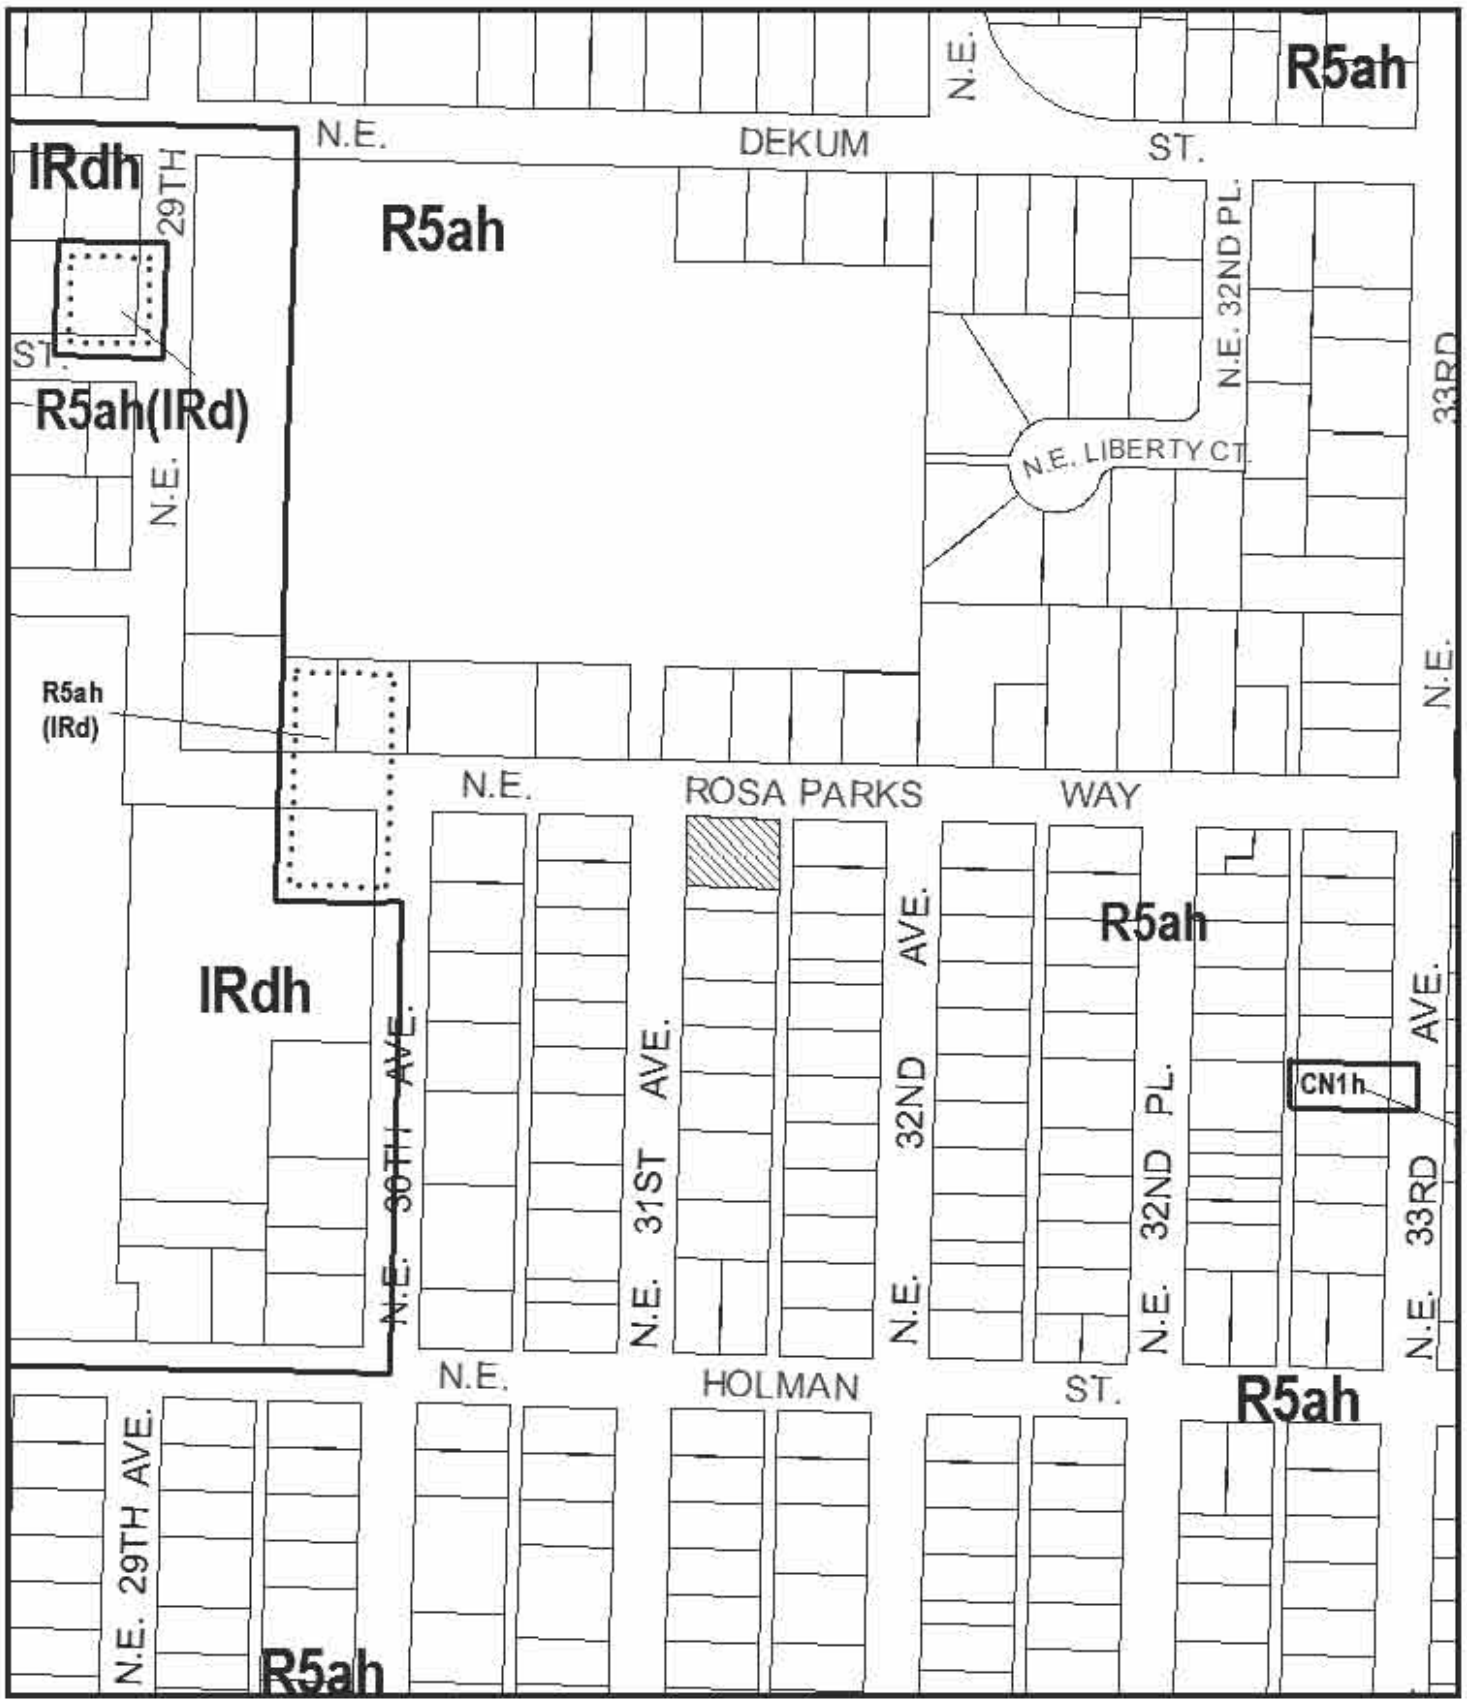 N.E.
R5ah
N.E. DEKUM ST.
IRdh
29TH
R5ah
N.E. 32ND PL.
ST.
R5ah(IRd)
33RD
N.E. LIBERTY CT.
N.E.
N.E.
R5ah
(IRd)
N.E. ROSA PARKS WAY
R5ah
IRdh
N.E. 30TH AVE.
N.E. 31ST AVE.
N.E. 32ND AVE.
N.E. 32ND PL.
N.E. 33RD AVE.
CN1h
N.E. HOLMAN ST.
R5ah
N.E. 29TH AVE.
R5ah